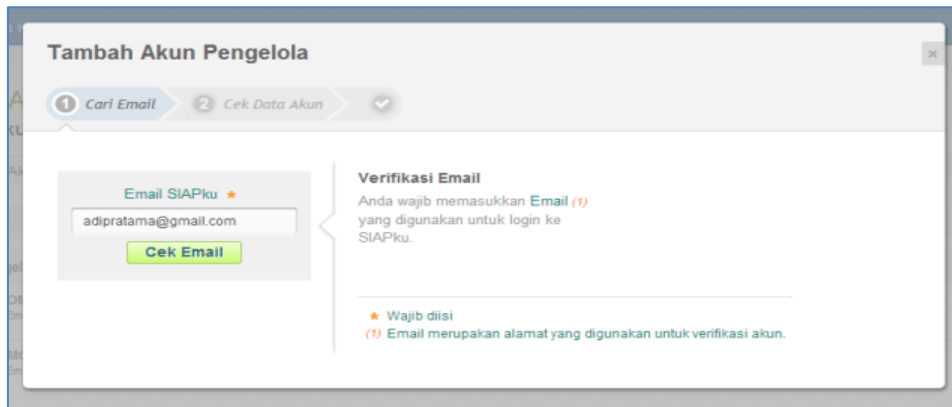 Tambah Akun Pengelola
×
1 Cari Email
2 Cek Data Akun
Email SIAPku ★
adipratama@gmail.com
Cek Email
Verifikasi Email
Anda wajib memasukkan Email (1)
yang digunakan untuk login ke
SIAPku.
★ Wajib diisi
(1) Email merupakan alamat yang digunakan untuk verifikasi akun.